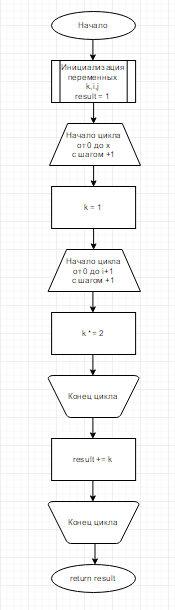 Начало
Инициализация
переменных
k,i,j
result = 1
Начало цикла
от 0 до x
с шагом +1
k = 1
Начало цикла
от 0 до i+1
с шагом +1
k *= 2
Конец цикла
result += k
Конец цикла
return result